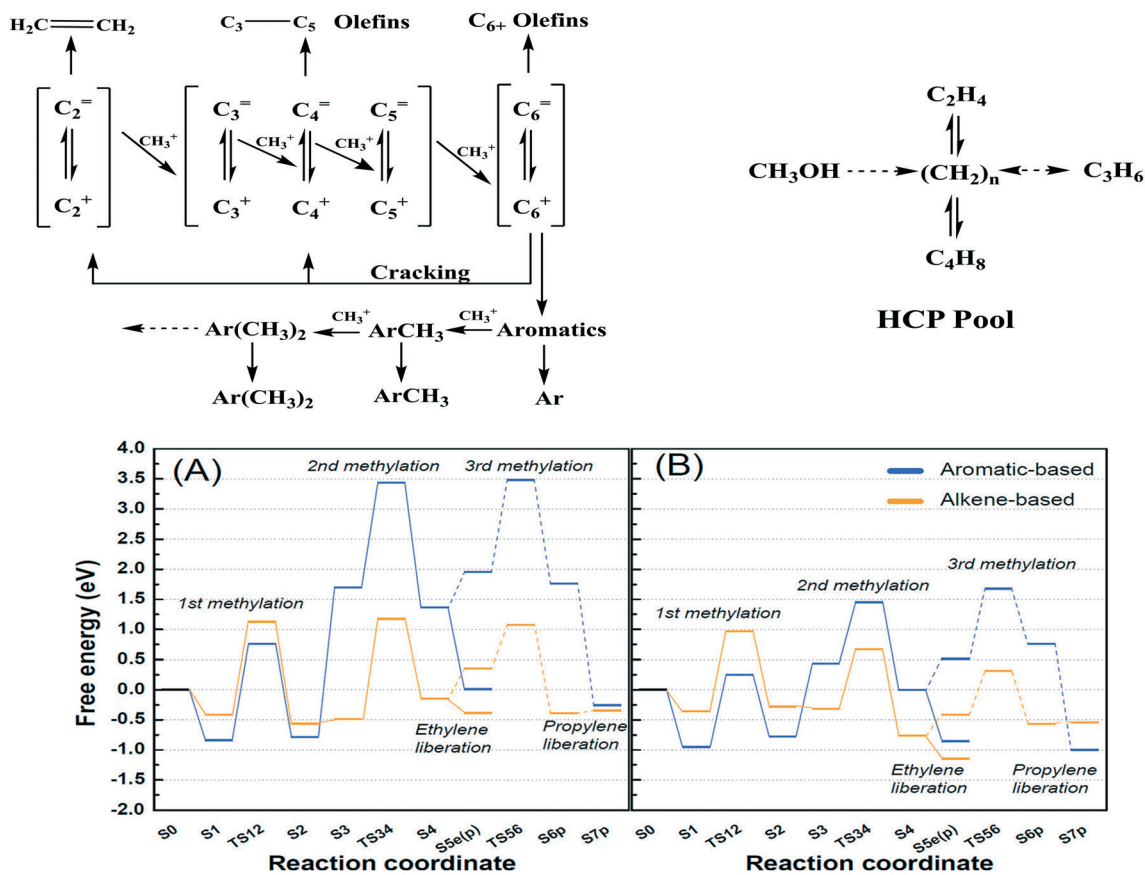 H₂C═CH₂
C₃—C₅ Olefins
C₆₊ Olefins
C₂⁼
CH₃⁺
C₂⁺
C₃⁼ C₄⁼ C₅⁼
CH₃⁺ CH₃⁺
C₃⁺ C₄⁺ C₅⁺
CH₃⁺
C₆⁼
C₆⁺
Cracking
Ar(CH₃)₂ CH₃⁺ ArCH₃ CH₃⁺ Aromatics
Ar(CH₃)₂ ArCH₃ Ar
C₂H₄
CH₃OH (CH₂)ₙ C₃H₆
C₄H₈
HCP Pool
(A)
Free energy (eV)
4.0
3.5
3.0
2.5
2.0
1.5
1.0
0.5
0.0
-0.5
-1.0
-1.5
-2.0
1st methylation
2nd methylation
3rd methylation
Ethylene
liberation
Propylene
liberation
S0 S1 TS12 S2 S3 TS34 S4 S5e(p) TS56 S6p S7p
Reaction coordinate
(B)
Aromatic-based
Alkene-based
1st methylation
2nd methylation
3rd methylation
Ethylene
liberation
Propylene
liberation
S0 S1 TS12 S2 S3 TS34 S4 S5e(p) TS56 S6p S7p
Reaction coordinate